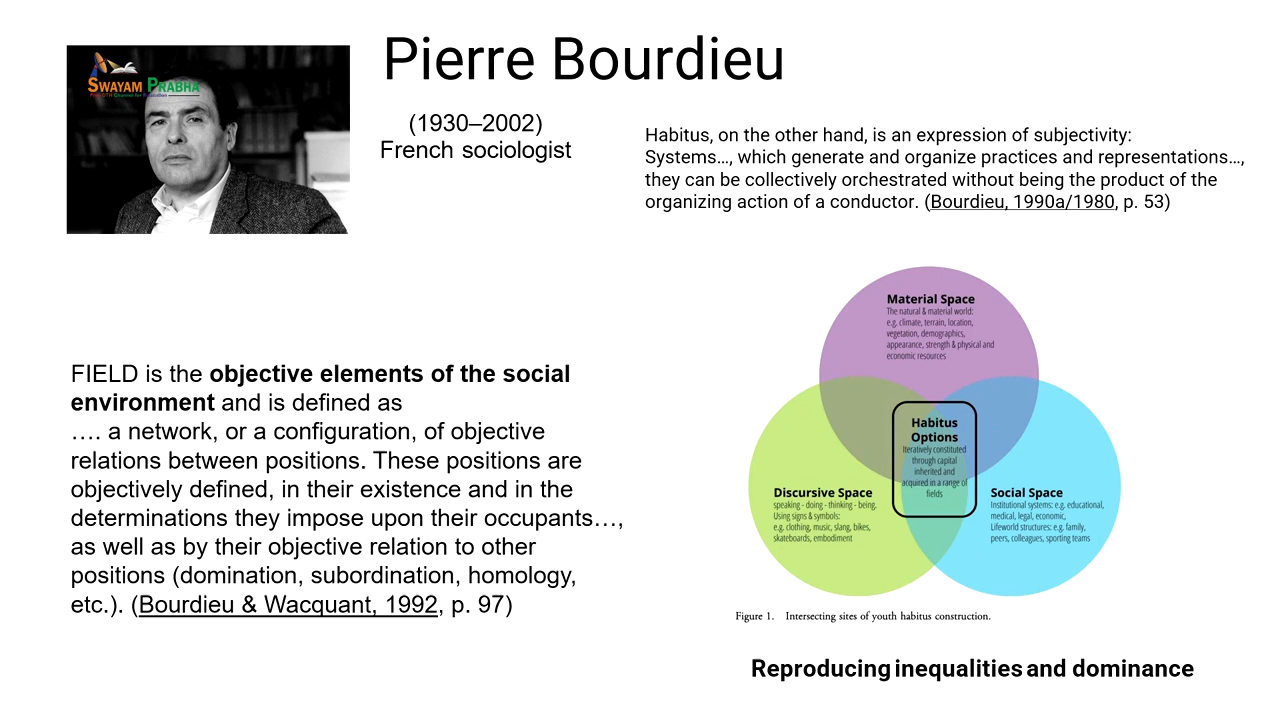 SWAYAM PRABHA
Pierre Bourdieu
(1930–2002)
French sociologist
Habitus, on the other hand, is an expression of subjectivity:
Systems…, which generate and organize practices and representations…,
they can be collectively orchestrated without being the product of the
organizing action of a conductor. (Bourdieu, 1990a/1980, p. 53)
FIELD is the objective elements of the social
environment and is defined as
…. a network, or a configuration, of objective
relations between positions. These positions are
objectively defined, in their existence and in the
determinations they impose upon their occupants…,
as well as by their objective relation to other
positions (domination, subordination, homology,
etc.). (Bourdieu & Wacquant, 1992, p. 97)
Material Space
The natural & material world:
e.g. climate, terrain, location,
vegetation, demographics,
appearance, strength & physical and
economic resources
Habitus
Options
Iteratively constituted
through capital
inherited and
acquired in a range of
fields
Discursive Space
speaking - doing - thinking - being.
Using signs & symbols:
e.g. clothing, music, slang, bikes,
skateboards, embodiment
Social Space
Institutional systems: e.g. educational,
medical, legal, economic,
Lifeworld structures: e.g. family,
peers, colleagues, sporting teams
Figure 1. Intersecting sites of youth habitus construction.
Reproducing inequalities and dominance